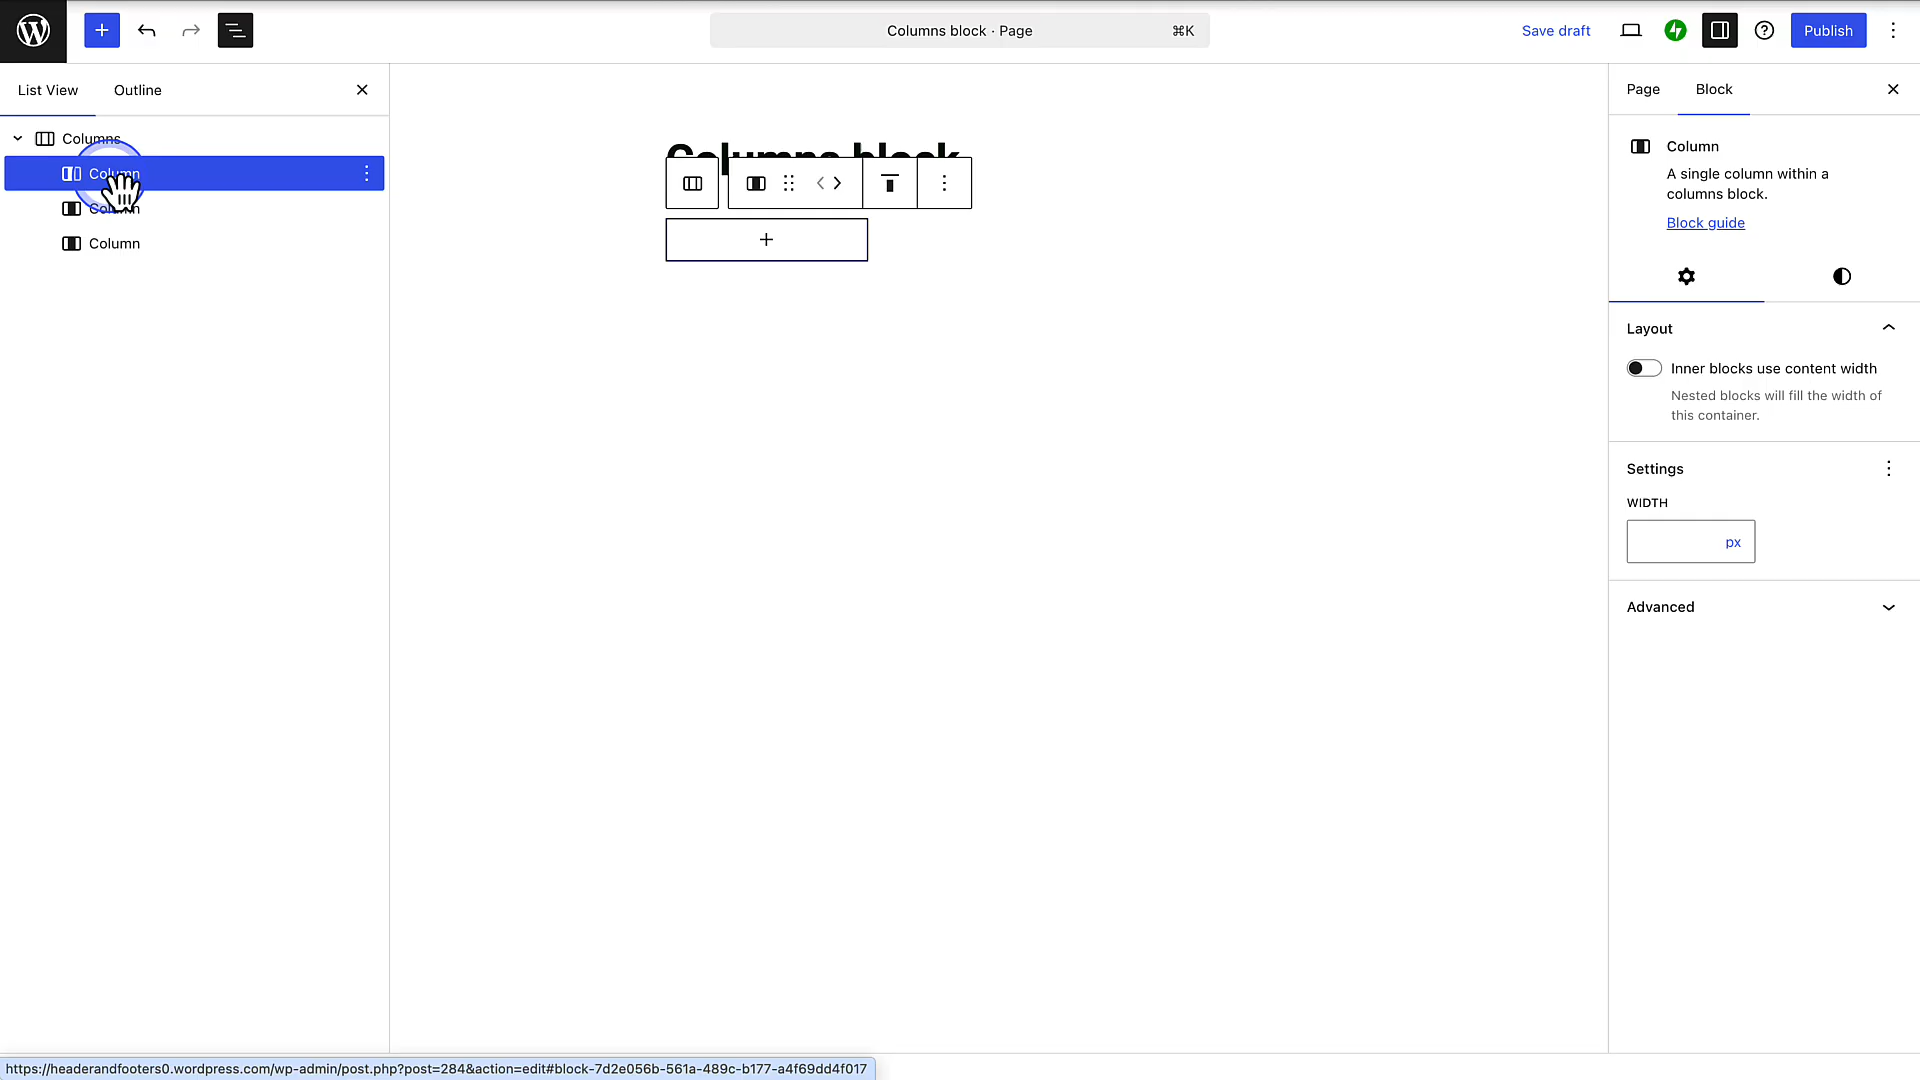 Columns block · Page
⌘K
Save draft
Publish
List View
Outline
Columns
Column
Column
Column
Columns block
Page
Block
Column
A single column within a
columns block.
Block guide
Layout
Inner blocks use content width
Nested blocks will fill the width of
this container.
Settings
WIDTH
px
Advanced
https://headerandfooters0.wordpress.com/wp-admin/post.php?post=284&action=edit#block-7d2e056b-561a-489c-b177-a4f69dd4f017